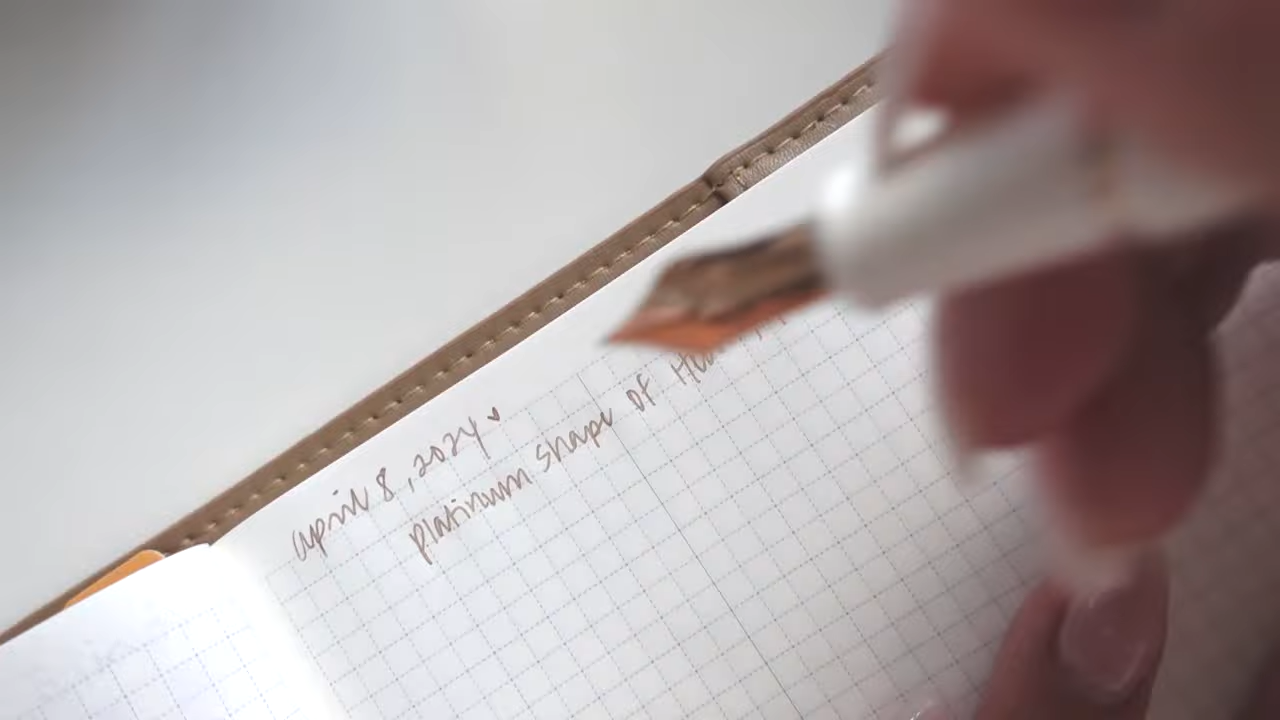 april 8, 2024 ♥
platinum shape of